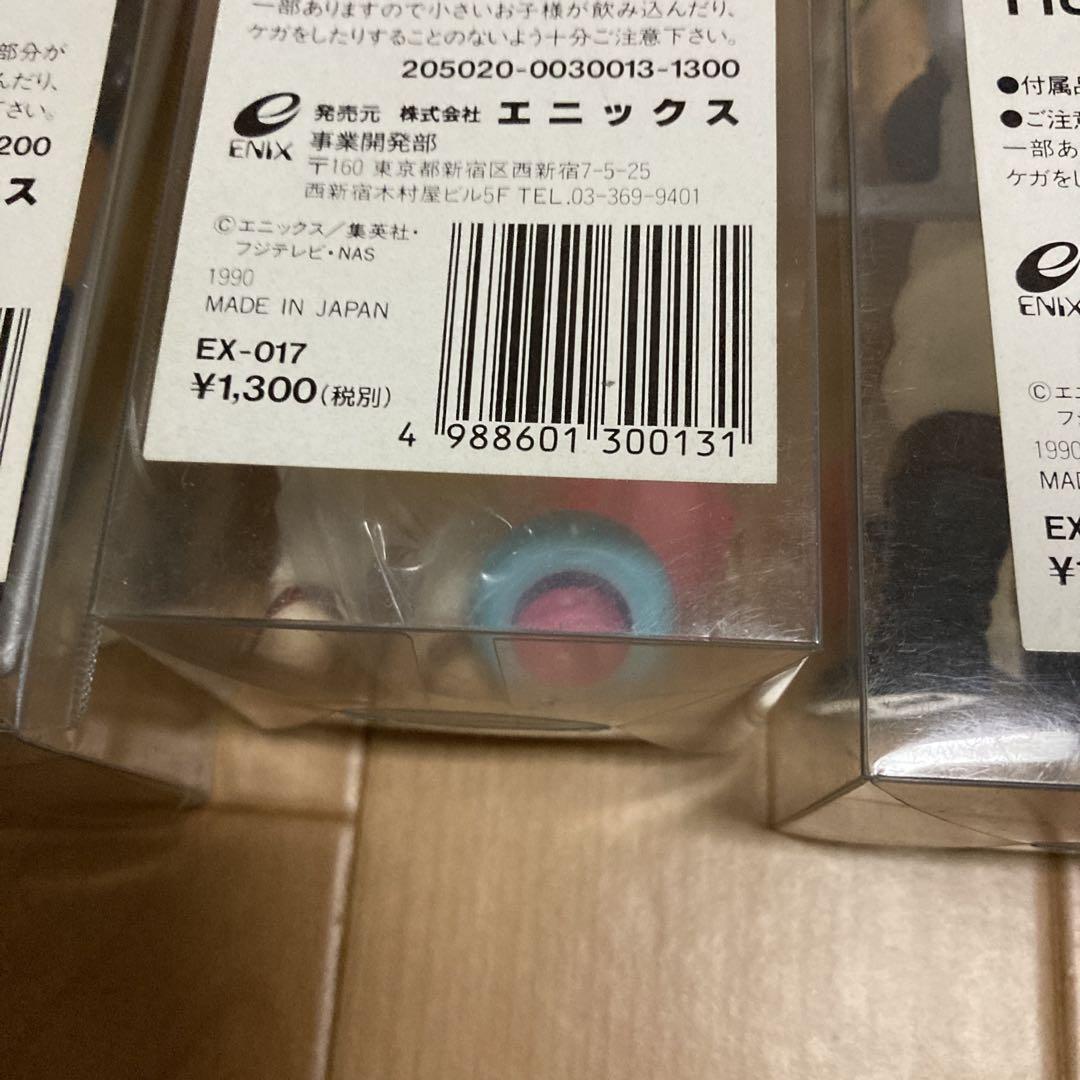 部分が
んだり、
さい。
200
ス
一部ありますので小さいお子様が飲み込んだり、
ケガをしたりすることのないよう十分ご注意下さい。
205020-0030013-1300
ENIX 発売元 株式会社 エニックス
事業開発部
〒160 東京都新宿区西新宿7-5-25
西新宿木村屋ビル5F TEL.03-369-9401
©エニックス／集英社・
フジテレビ・NAS
1990
MADE IN JAPAN
EX-017
¥1,300(税別)
4 988601 300131
●付属品
●ご注意
一部あ
ケガをし
ENIX
©エニ
フジ
1990
MAD
EX
¥1